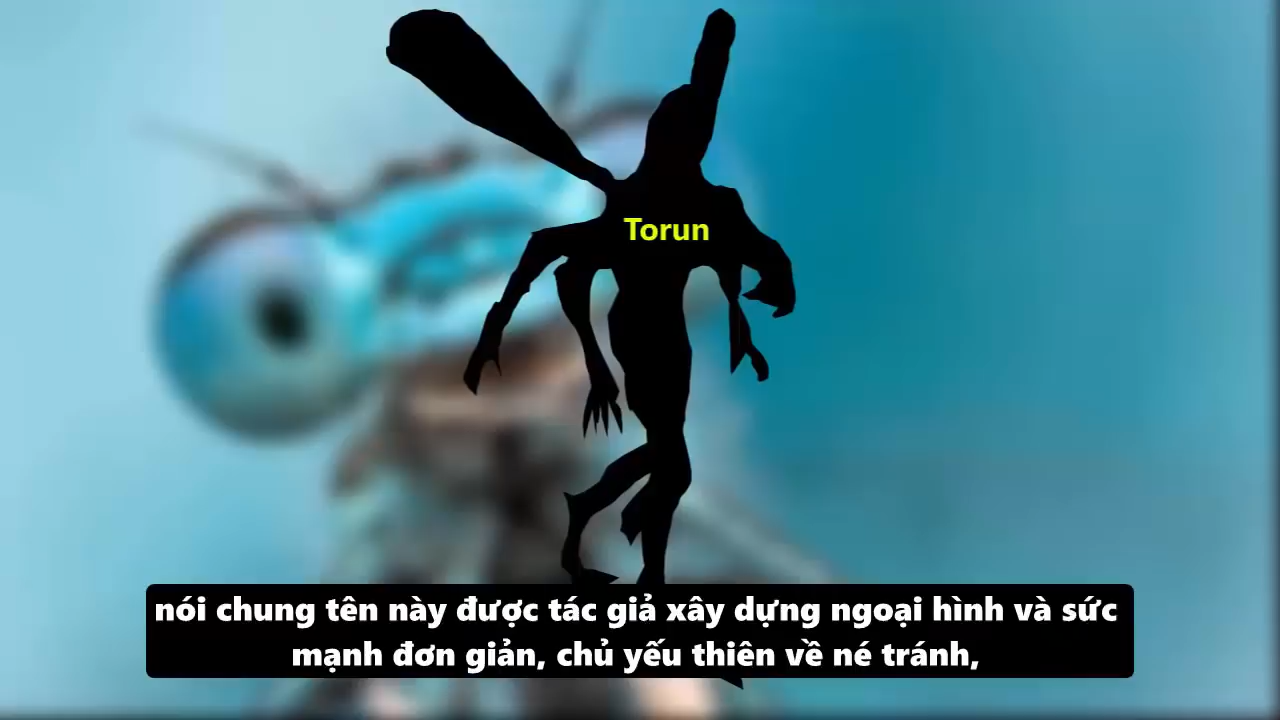 Torun
nói chung tên này được tác giả xây dựng ngoại hình và sức
mạnh đơn giản, chủ yếu thiên về né tránh,